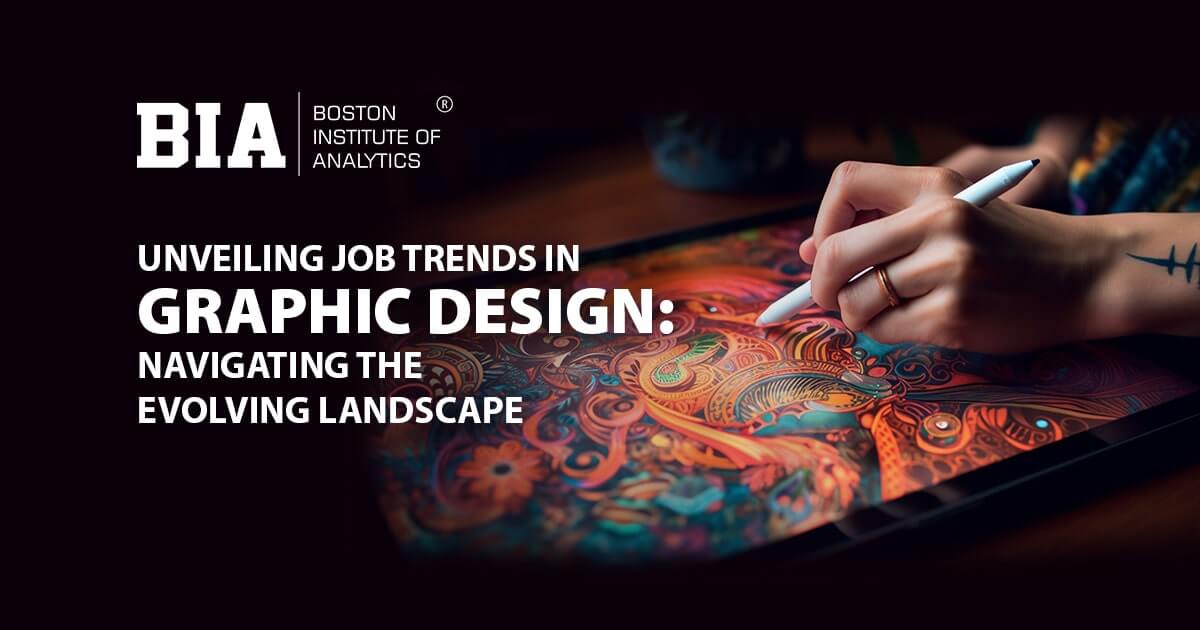 BIA
BOSTON
INSTITUTE OF
ANALYTICS
®
UNVEILING JOB TRENDS IN
GRAPHIC DESIGN:
NAVIGATING THE
EVOLVING LANDSCAPE